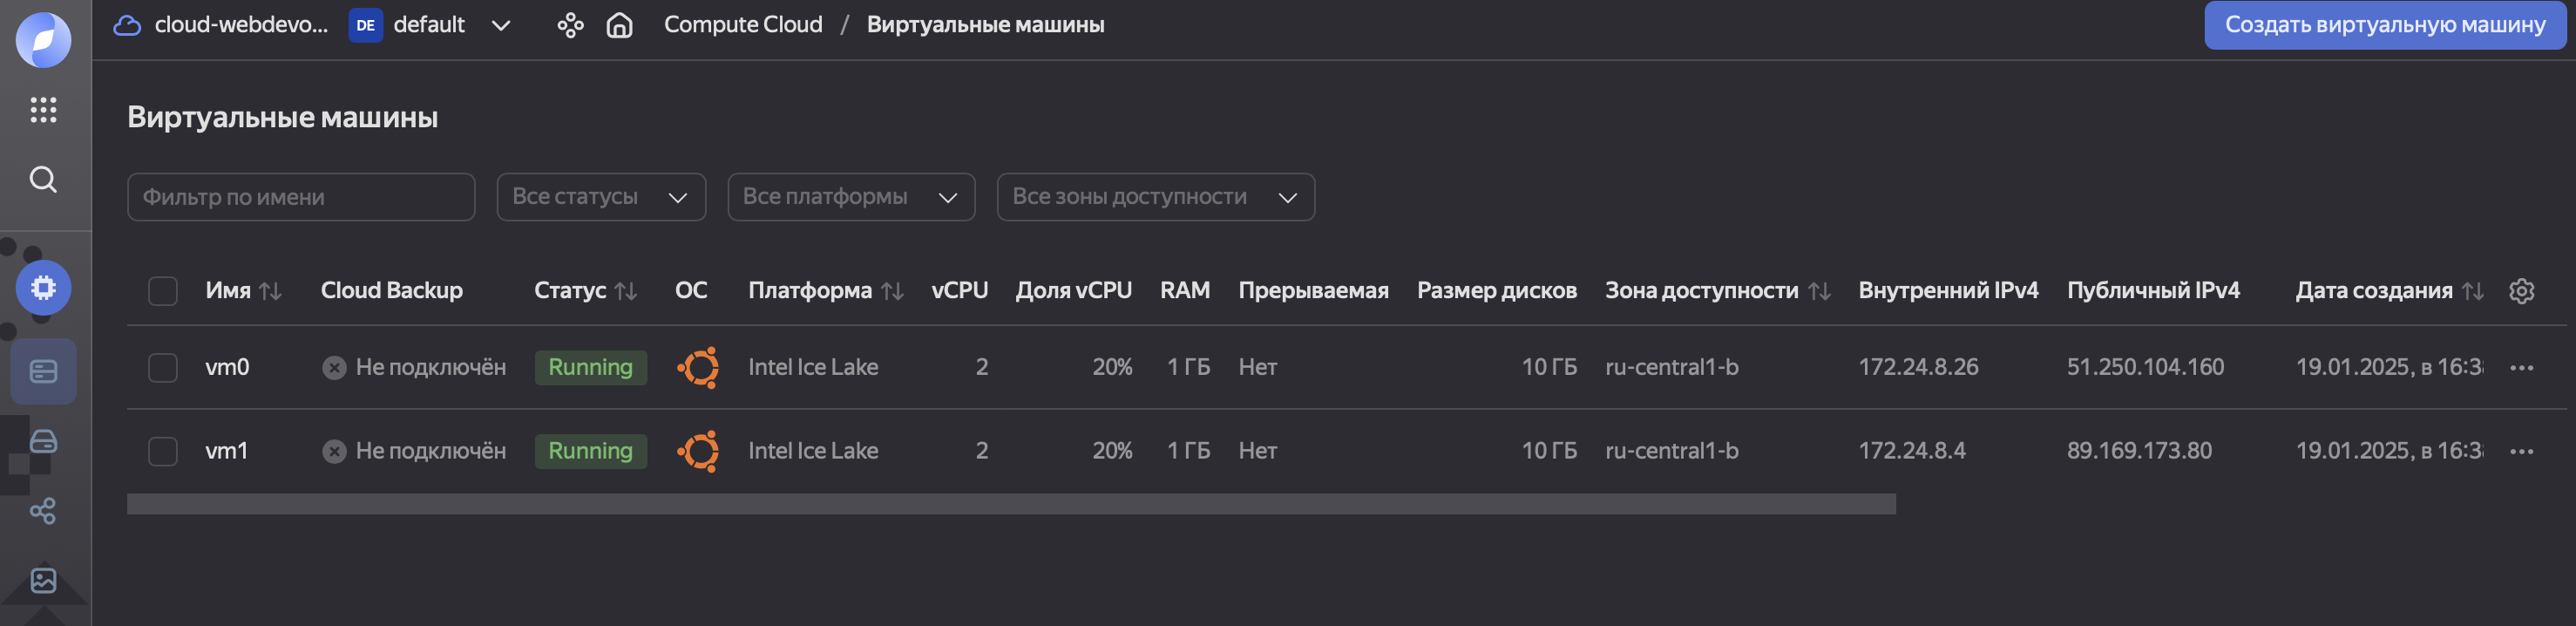 cloud-webdevo... DE default Compute Cloud / Виртуальные машины Создать виртуальную машину
Виртуальные машины
Фильтр по имени Все статусы Все платформы Все зоны доступности
Имя Cloud Backup Статус ОС Платформа vCPU Доля vCPU RAM Прерываемая Размер дисков Зона доступности Внутренний IPv4 Публичный IPv4 Дата создания
vm0 Не подключён Running Intel Ice Lake 2 20% 1 ГБ Нет 10 ГБ ru-central1-b 172.24.8.26 51.250.104.160 19.01.2025, в 16:3
vm1 Не подключён Running Intel Ice Lake 2 20% 1 ГБ Нет 10 ГБ ru-central1-b 172.24.8.4 89.169.173.80 19.01.2025, в 16:3